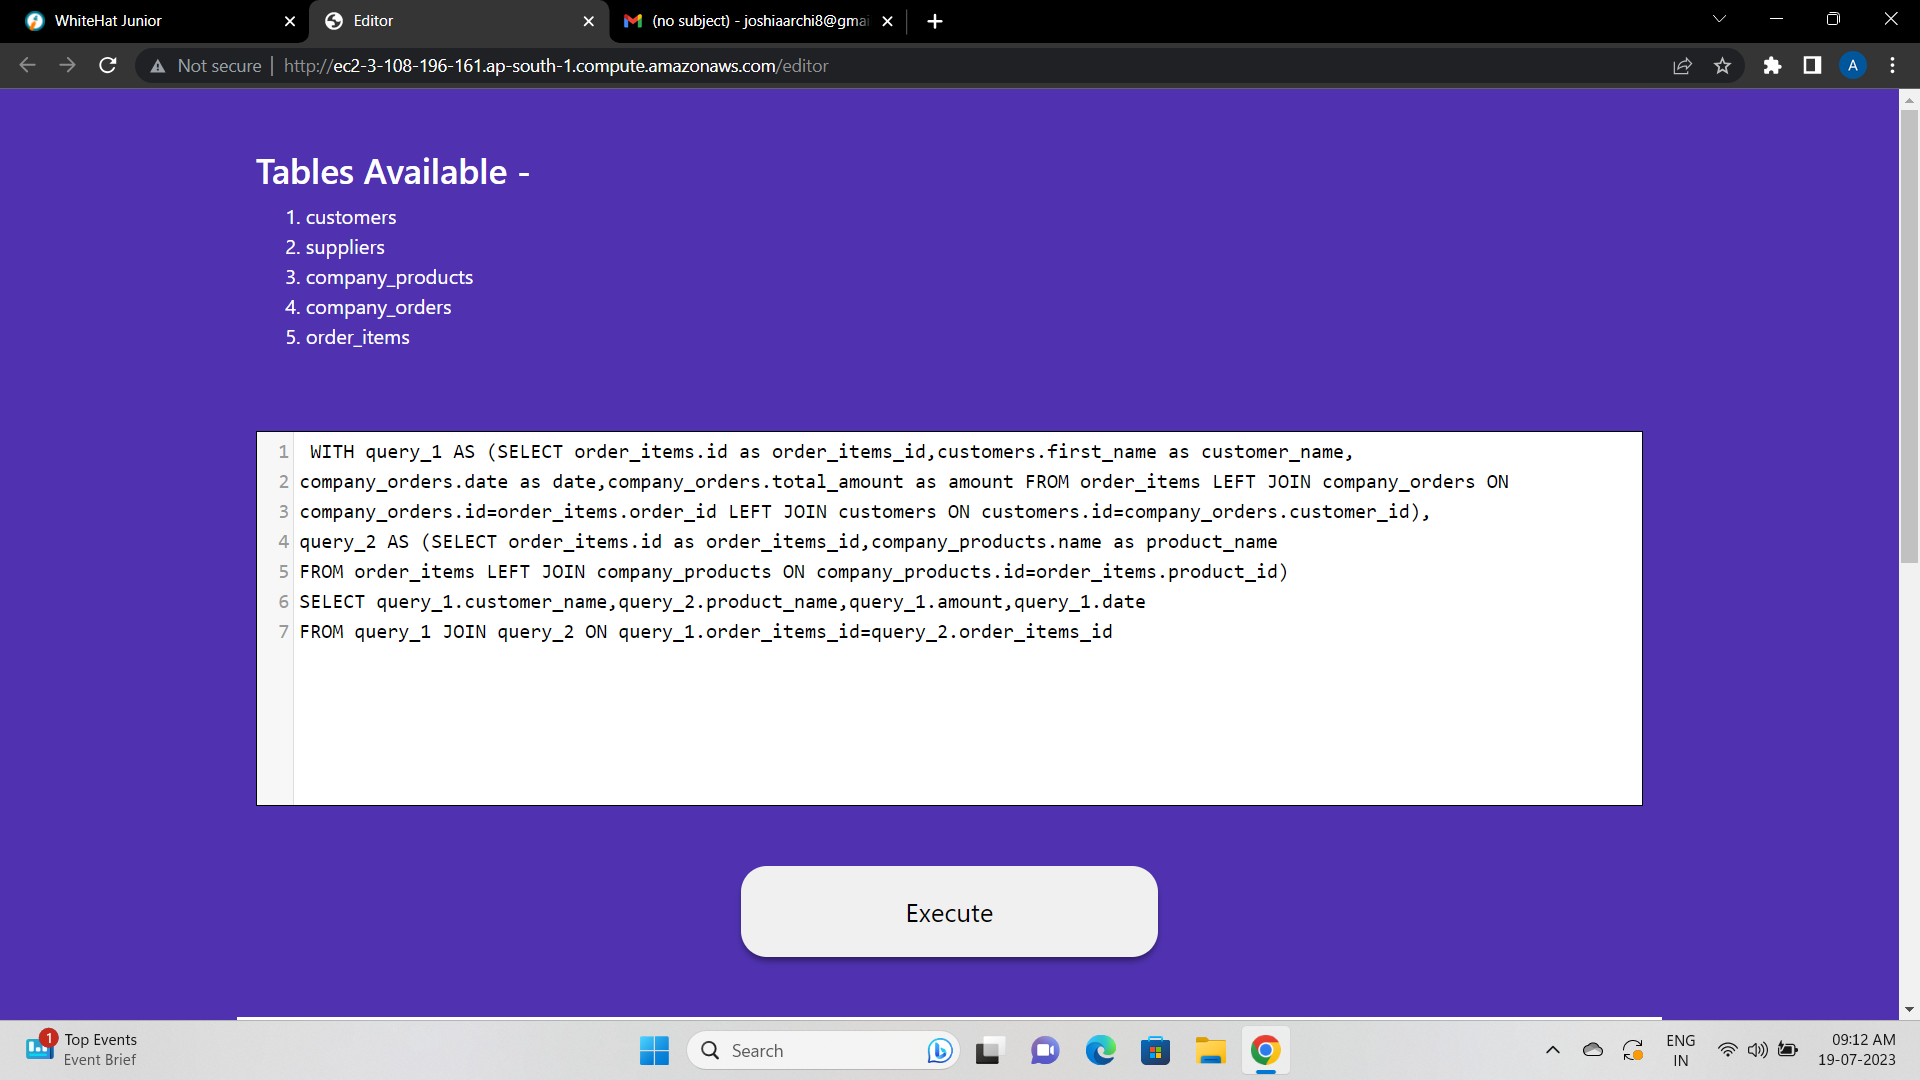 WhiteHat Junior
Editor
(no subject) - joshiaarchi8@gmai
Not secure
http://ec2-3-108-196-161.ap-south-1.compute.amazonaws.com/editor
A
Tables Available -
1. customers
2. suppliers
3. company_products
4. company_orders
5. order_items
1 WITH query_1 AS (SELECT order_items.id as order_items_id,customers.first_name as customer_name,
2 company_orders.date as date,company_orders.total_amount as amount FROM order_items LEFT JOIN company_orders ON
3 company_orders.id=order_items.order_id LEFT JOIN customers ON customers.id=company_orders.customer_id),
4 query_2 AS (SELECT order_items.id as order_items_id,company_products.name as product_name
5 FROM order_items LEFT JOIN company_products ON company_products.id=order_items.product_id)
6 SELECT query_1.customer_name,query_2.product_name,query_1.amount,query_1.date
7 FROM query_1 JOIN query_2 ON query_1.order_items_id=query_2.order_items_id
Execute
1
Top Events
Event Brief
Search
ENG
IN
09:12 AM
19-07-2023